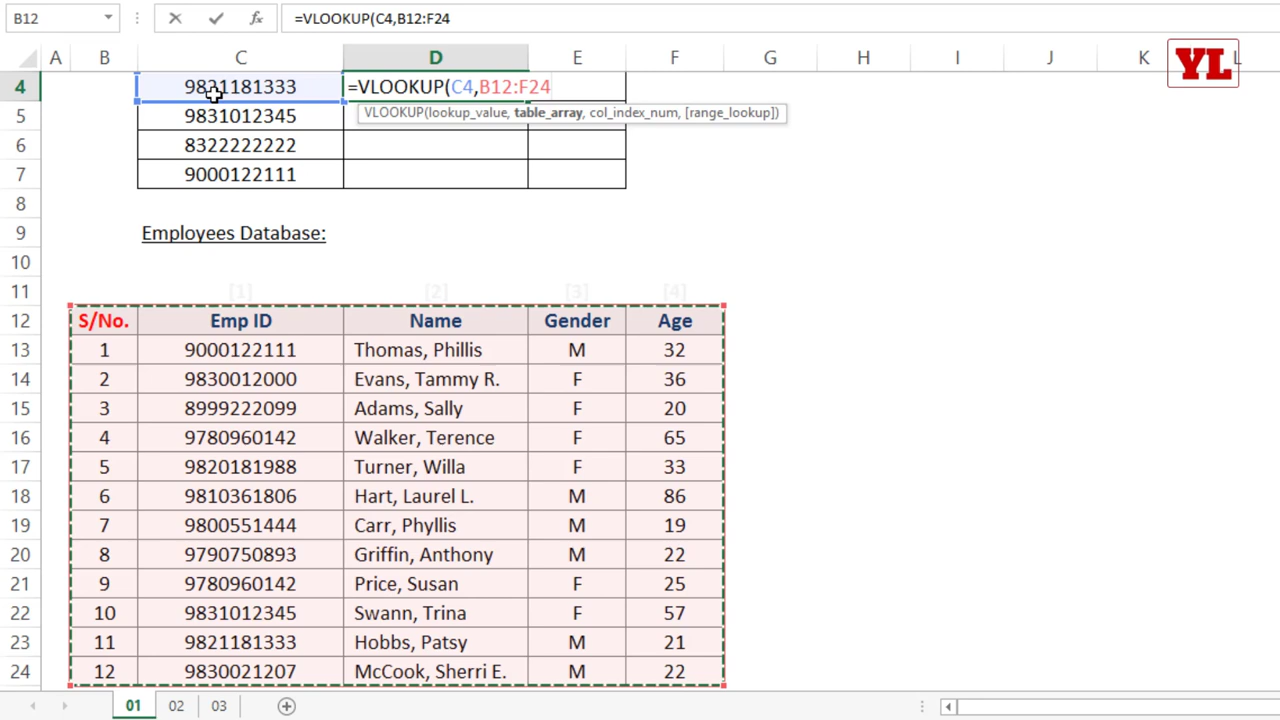 B12 =VLOOKUP(C4,B12:F24
A B C D E F G H I J K L
YL
4 9831181333 =VLOOKUP(C4,B12:F24
5 9831012345 VLOOKUP(lookup_value, table_array, col_index_num, [range_lookup])
6 8322222222
7 9000122111
8
9 Employees Database:
10
11 [1] [2] [3] [4]
12 S/No. Emp ID Name Gender Age
13 1 9000122111 Thomas, Phillis M 32
14 2 9830012000 Evans, Tammy R. F 36
15 3 8999222099 Adams, Sally F 20
16 4 9780960142 Walker, Terence F 65
17 5 9820181988 Turner, Willa F 33
18 6 9810361806 Hart, Laurel L. M 86
19 7 9800551444 Carr, Phyllis M 19
20 8 9790750893 Griffin, Anthony M 22
21 9 9780960142 Price, Susan F 25
22 10 9831012345 Swann, Trina F 57
23 11 9821181333 Hobbs, Patsy M 21
24 12 9830021207 McCook, Sherri E. M 22
01 02 03